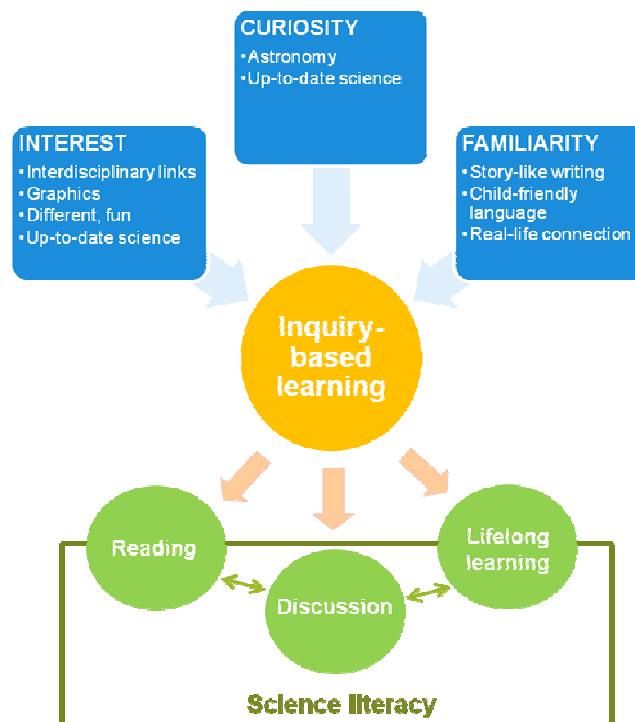 CURIOSITY
•Astronomy
•Up-to-date science
INTEREST
•Interdisciplinary links
•Graphics
•Different, fun
•Up-to-date science
FAMILIARITY
•Story-like writing
•Child-friendly
language
•Real-life connection
Inquiry-
based
learning
Reading
Discussion
Lifelong
learning
Science literacy